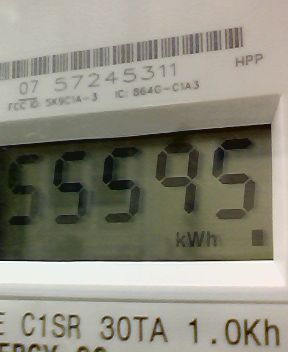 07 57245311
HPP
FCC ID: SK9C1A-3 IC: 864G-C1A3
55595
kWh
E C1SR 30TA 1.0Kh